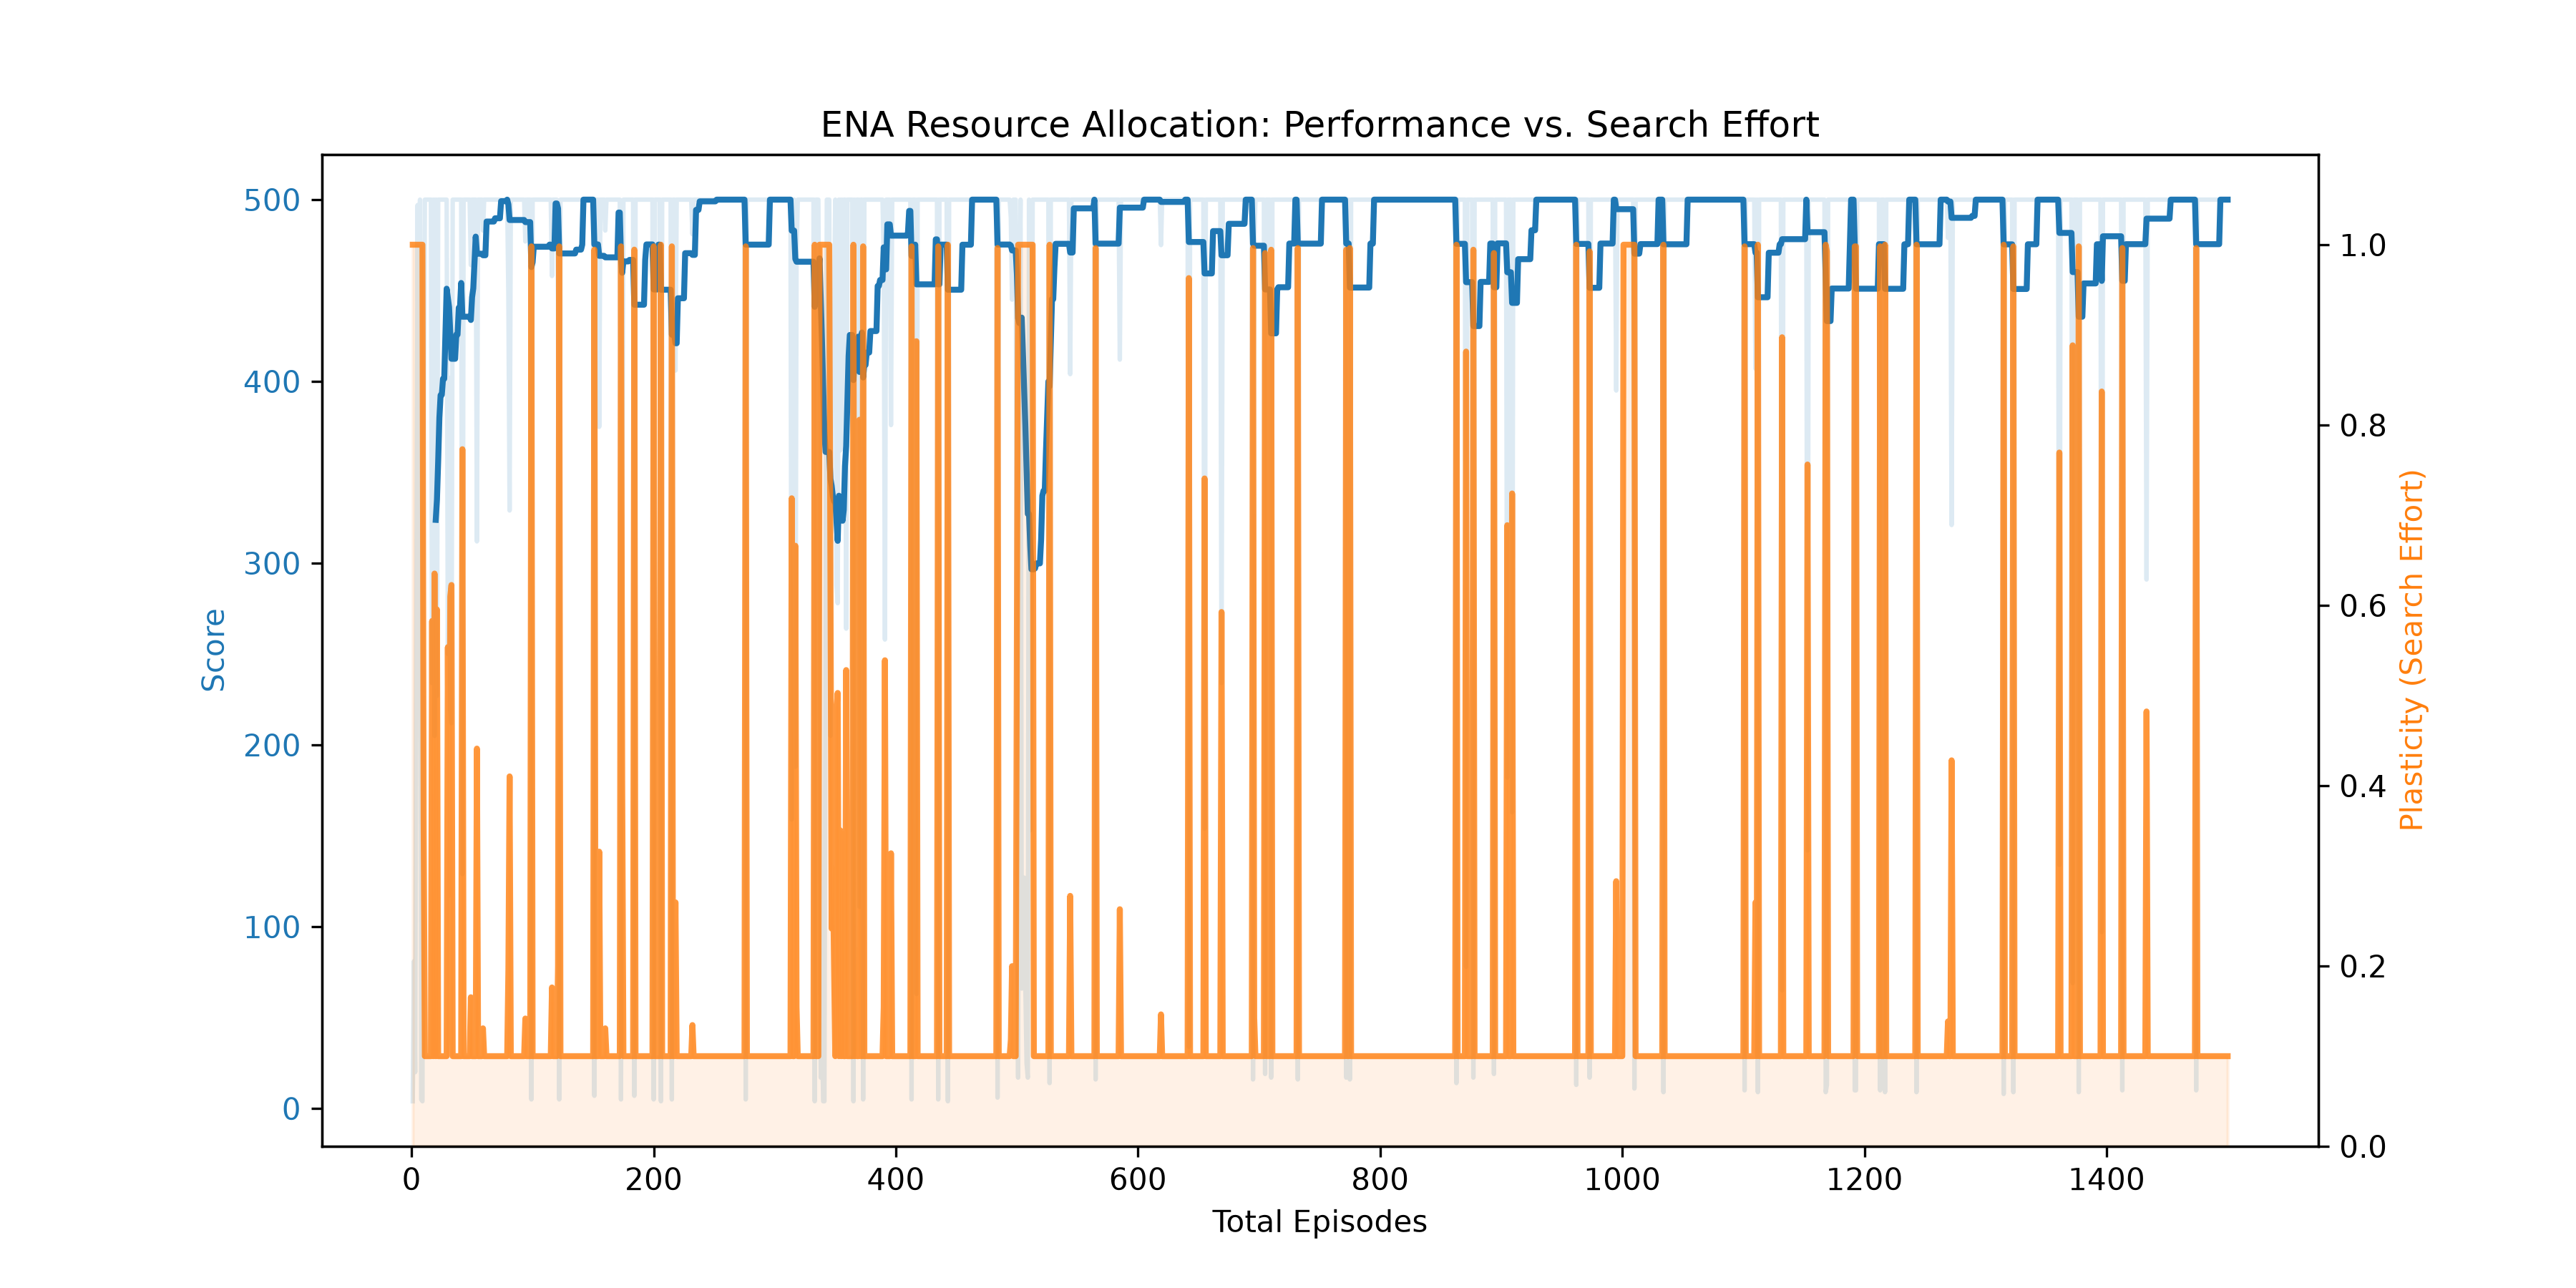 ENA Resource Allocation: Performance vs. Search Effort
500
400
300
200
100
0
Score
1.0
0.8
0.6
0.4
0.2
0.0
Plasticity (Search Effort)
0 200 400 600 800 1000 1200 1400
Total Episodes